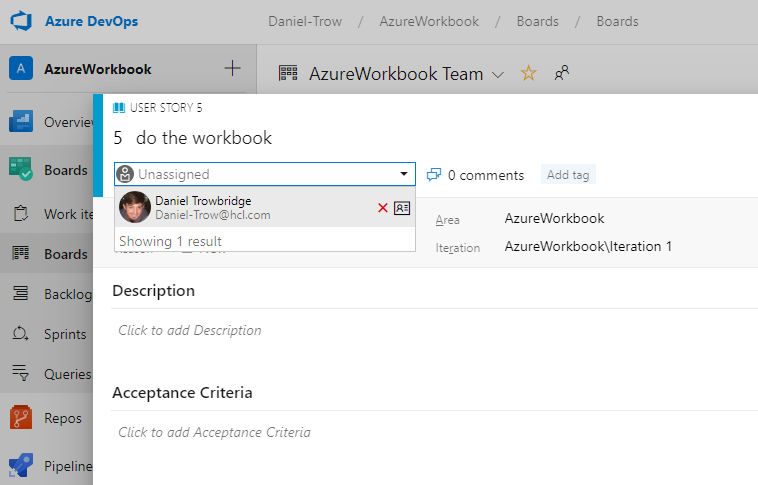 Azure DevOps
Daniel-Trow / AzureWorkbook / Boards / Boards
A AzureWorkbook
AzureWorkbook Team
Overview
USER STORY 5
5 do the workbook
Unassigned
0 comments Add tag
Boards
Daniel Trowbridge
Daniel-Trow@hcl.com
Showing 1 result
Area AzureWorkbook
Iteration AzureWorkbook\Iteration 1
Work ite
Boards
Backlog
Sprints
Queries
Repos
Pipeline
Description
Click to add Description
Acceptance Criteria
Click to add Acceptance Criteria